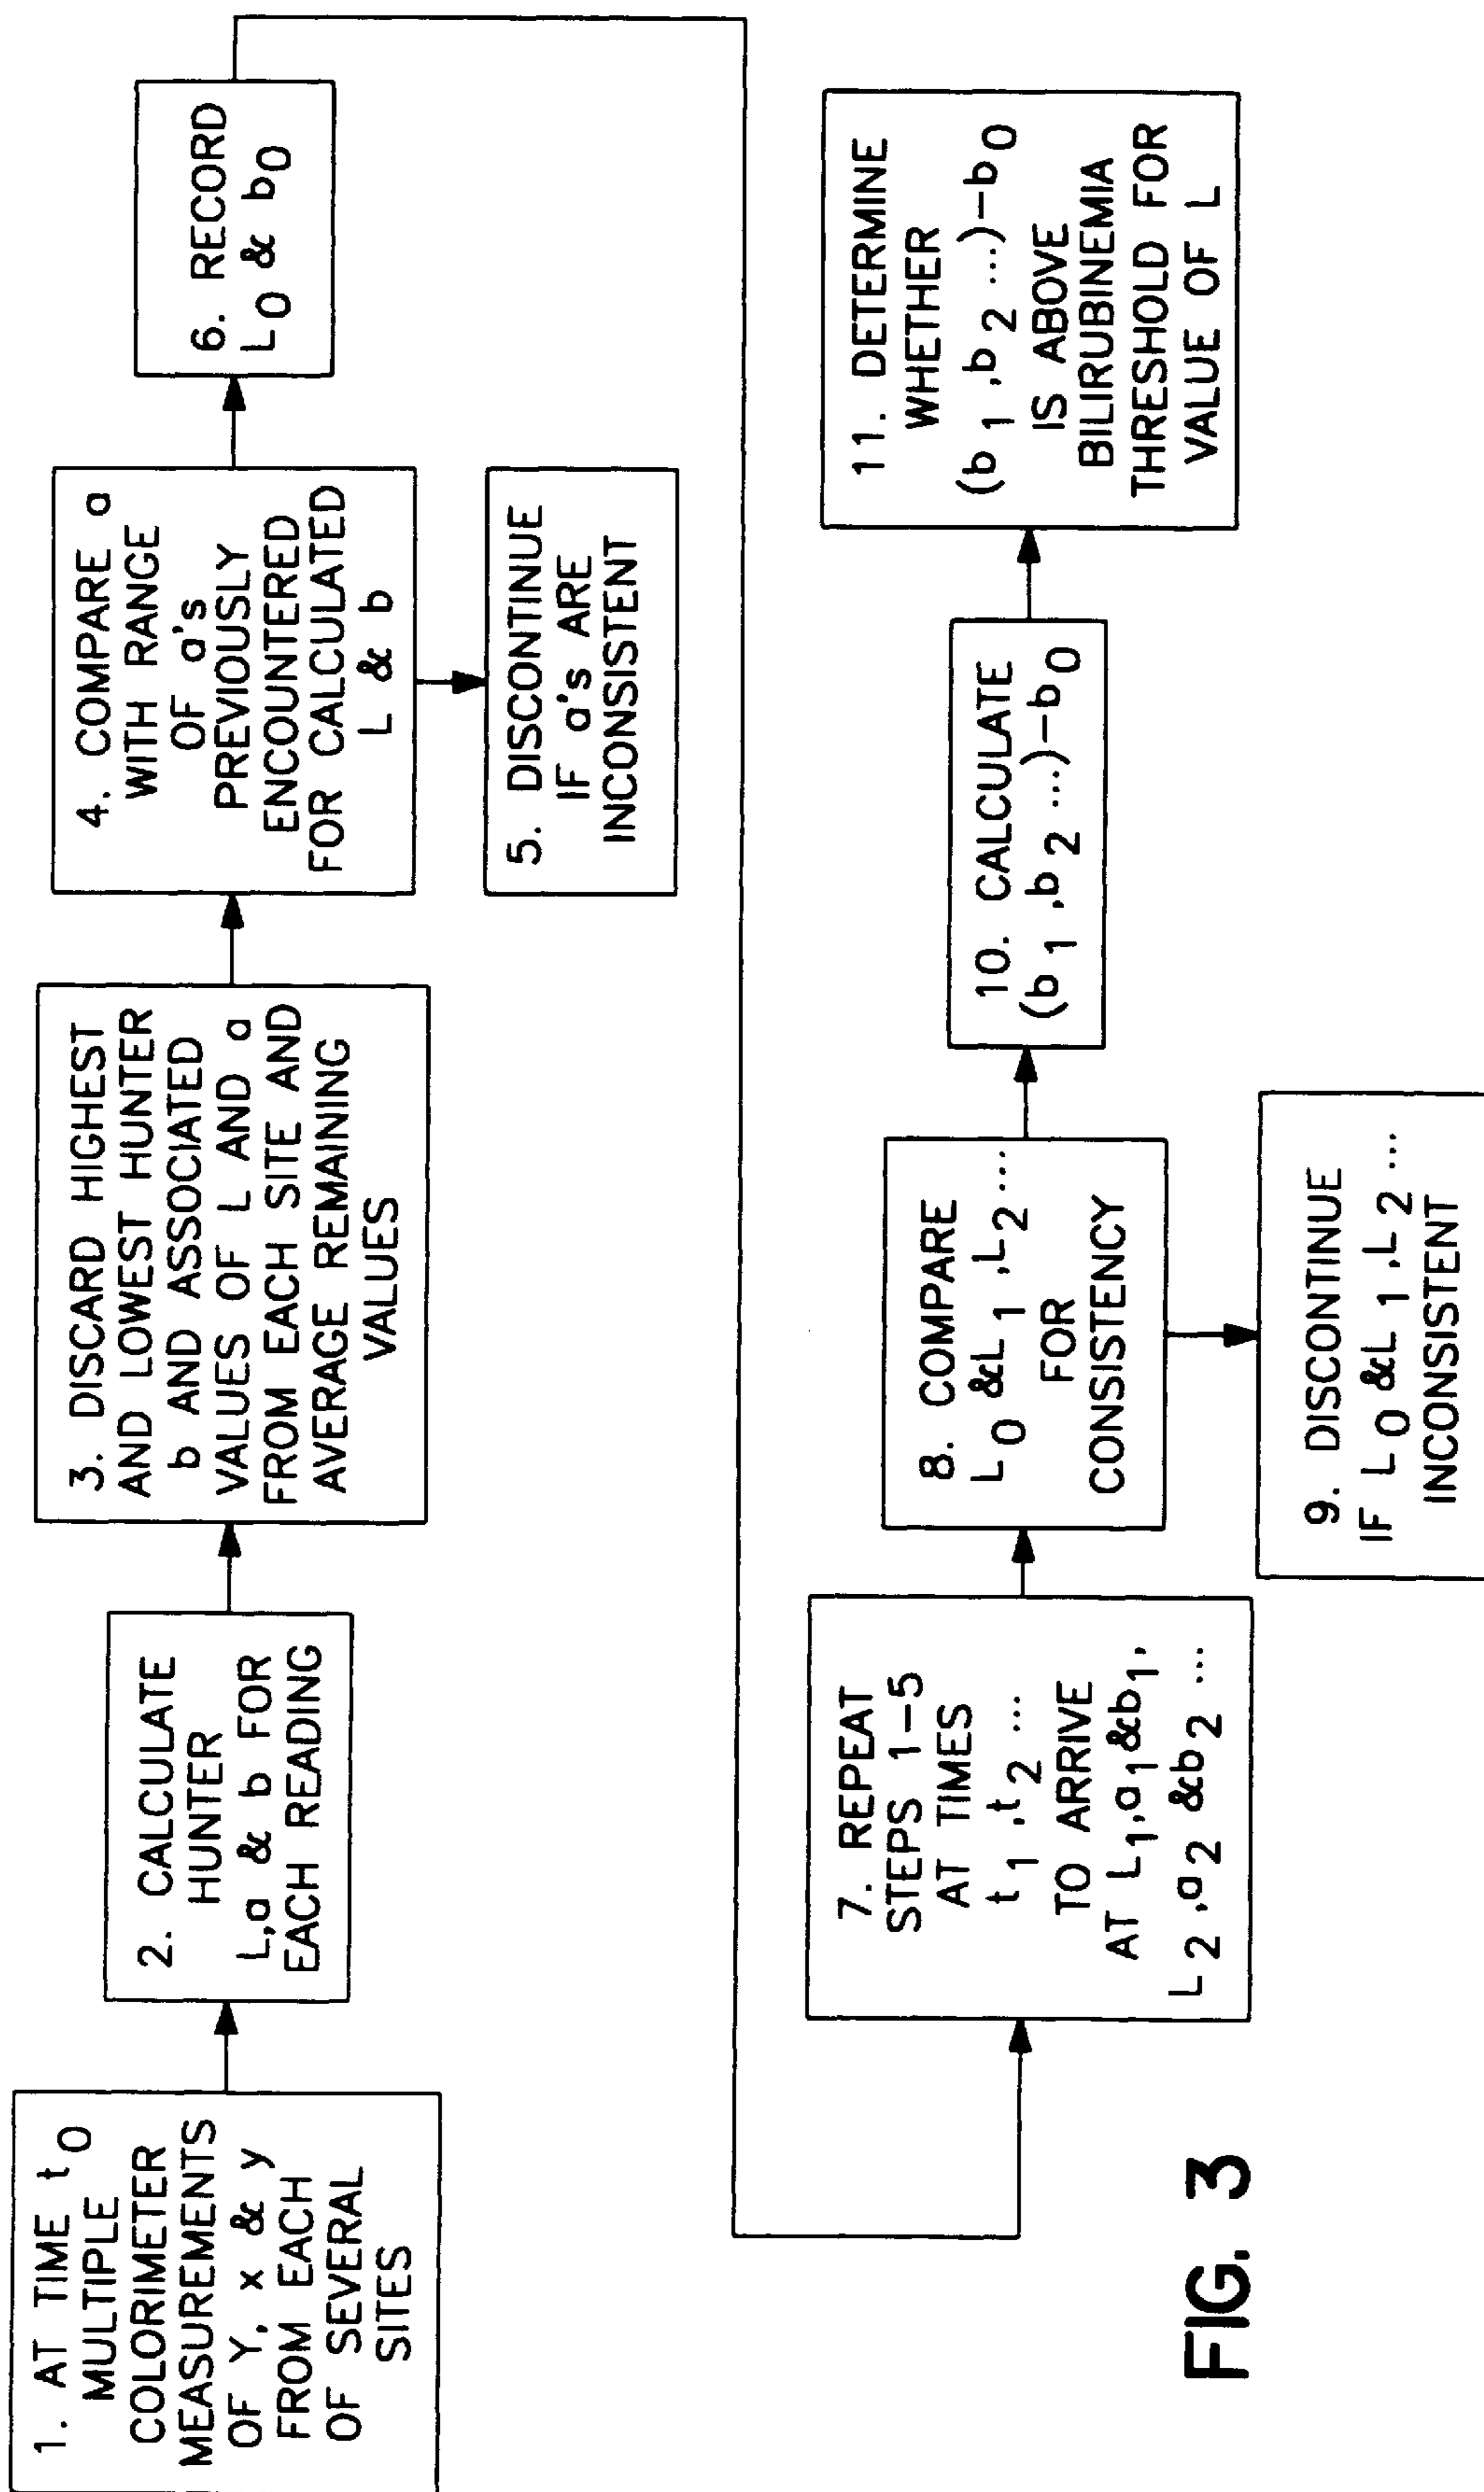 1. AT TIME t0
MULTIPLE
COLORIMETER
MEASUREMENTS
OF Y, x & y
FROM EACH
OF SEVERAL
SITES
2. CALCULATE
HUNTER
L,a & b FOR
EACH READING
3. DISCARD HIGHEST
AND LOWEST HUNTER
b AND ASSOCIATED
VALUES OF L AND a
FROM EACH SITE AND
AVERAGE REMAINING
VALUES
4. COMPARE a
WITH RANGE
OF a's
PREVIOUSLY
ENCOUNTERED
FOR CALCULATED
L & b
5. DISCONTINUE
IF a's ARE
INCONSISTENT
6. RECORD
L0 & b0
7. REPEAT
STEPS 1-5
AT TIMES
t1,t2...
TO ARRIVE
AT L1,a1&b1,
L2,a2 &b2...
8. COMPARE
L0 &L1,L2...
FOR
CONSISTENCY
9. DISCONTINUE
IF L0&L1,L2...
INCONSISTENT
10. CALCULATE
(b1,b2...)-b0
11. DETERMINE
WHETHER
(b1,b2...)-b0
IS ABOVE
BILIRUBINEMIA
THRESHOLD FOR
VALUE OF L
FIG. 3